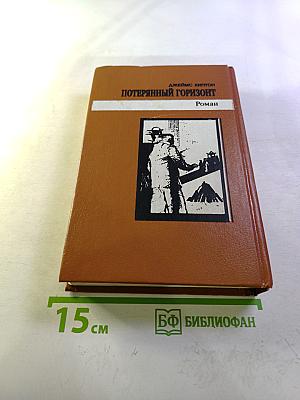 ДЖЕЙМС ХИЛТОН
ПОТЕРЯННЫЙ ГОРИЗОНТ
Роман
15 см
БФ БИБЛИОФАН